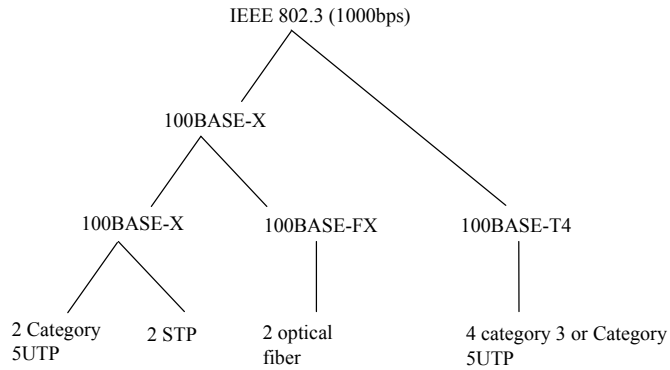 IEEE 802.3 (1000bps)
100BASE-X
100BASE-X
100BASE-FX
100BASE-T4
2 Category
5UTP
2 STP
2 optical
fiber
4 category 3 or Category
5UTP